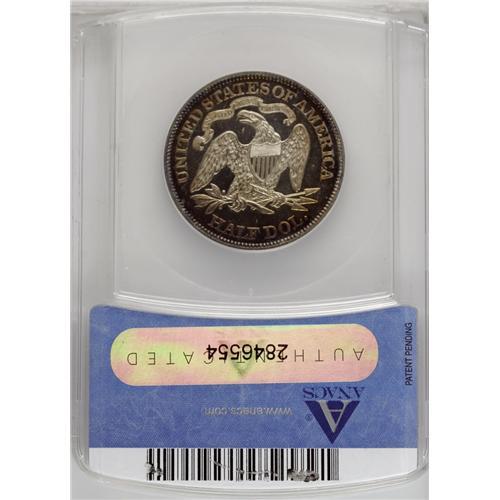 UNITED STATES OF AMERICA
HALF DOL.
2846554
AUTHENTICATED
PATENT PENDING
ANACS
®
www.anacs.com